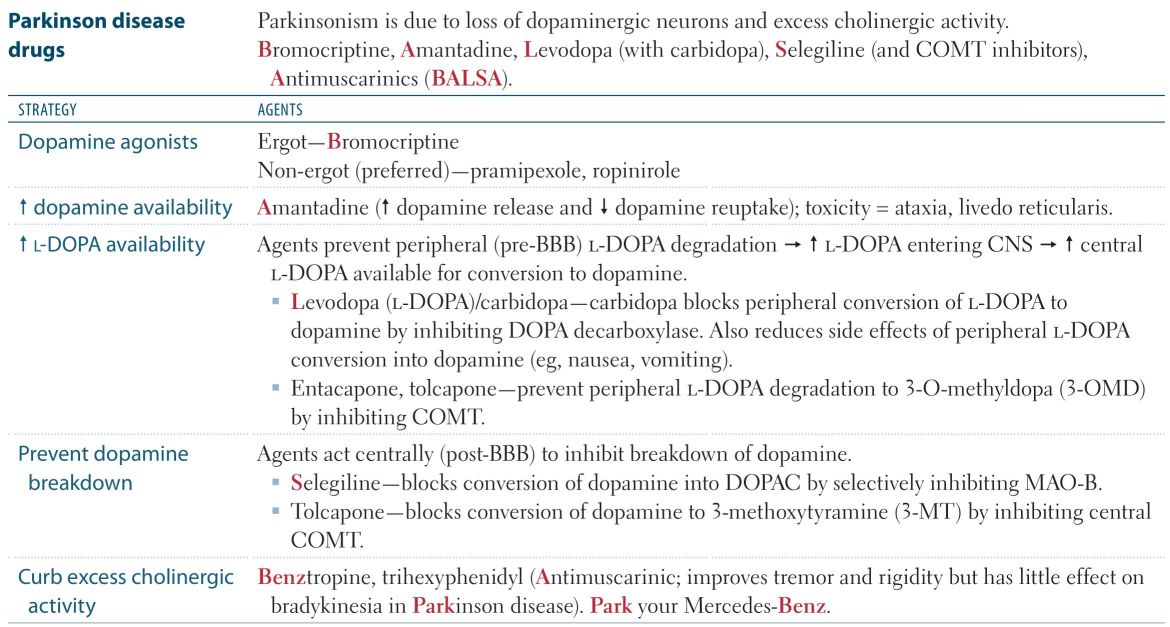 Parkinson disease drugs
Parkinsonism is due to loss of dopaminergic neurons and excess cholinergic activity.
Bromocriptine, Amantadine, Levodopa (with carbidopa), Selegiline (and COMT inhibitors),
Antimuscarinics (BALSA).
STRATEGY AGENTS
Dopamine agonists
Ergot—Bromocriptine
Non-ergot (preferred)—pramipexole, ropinirole
↑ dopamine availability
Amantadine (↑ dopamine release and ↓ dopamine reuptake); toxicity = ataxia, livedo reticularis.
↑ L-DOPA availability
Agents prevent peripheral (pre-BBB) L-DOPA degradation → ↑ L-DOPA entering CNS → ↑ central
L-DOPA available for conversion to dopamine.
▪ Levodopa (L-DOPA)/carbidopa—carbidopa blocks peripheral conversion of L-DOPA to
dopamine by inhibiting DOPA decarboxylase. Also reduces side effects of peripheral L-DOPA
conversion into dopamine (eg, nausea, vomiting).
▪ Entacapone, tolcapone—prevent peripheral L-DOPA degradation to 3-O-methyldopa (3-OMD)
by inhibiting COMT.
Prevent dopamine
breakdown
Agents act centrally (post-BBB) to inhibit breakdown of dopamine.
▪ Selegiline—blocks conversion of dopamine into DOPAC by selectively inhibiting MAO-B.
▪ Tolcapone—blocks conversion of dopamine to 3-methoxytyramine (3-MT) by inhibiting central
COMT.
Curb excess cholinergic
activity
Benztropine, trihexyphenidyl (Antimuscarinic; improves tremor and rigidity but has little effect on
bradykinesia in Parkinson disease). Park your Mercedes-Benz.